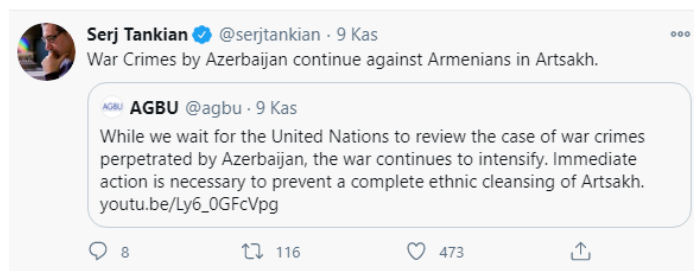 Serj Tankian @serjtankian · 9 Kas
War Crimes by Azerbaijan continue against Armenians in Artsakh.
AGBU AGBU @agbu · 9 Kas
While we wait for the United Nations to review the case of war crimes
perpetrated by Azerbaijan, the war continues to intensify. Immediate
action is necessary to prevent a complete ethnic cleansing of Artsakh.
youtu.be/Ly6_0GFcVpg
8 116 473